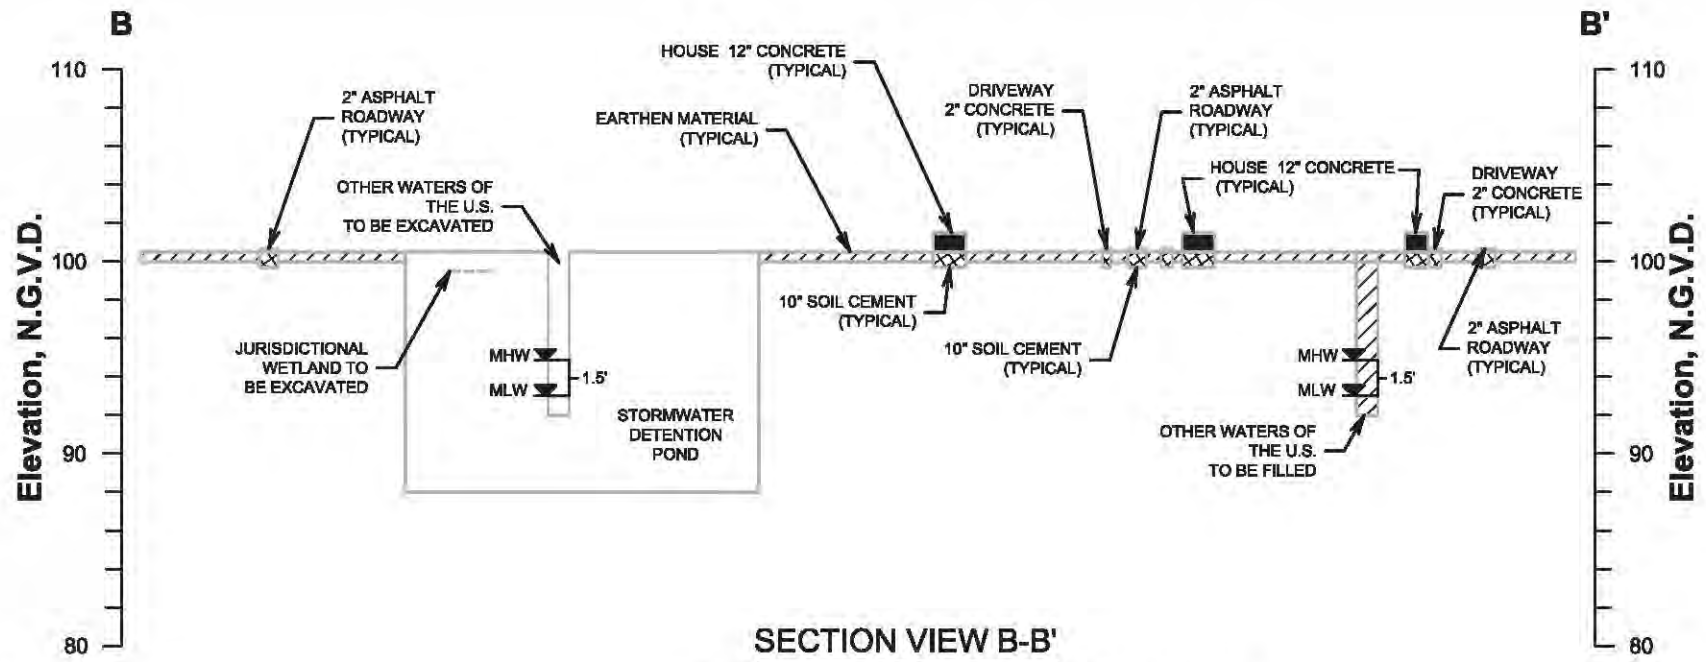 B
B'
110
100
90
80
Elevation, N.G.V.D.
2" ASPHALT
ROADWAY
(TYPICAL)
OTHER WATERS OF
THE U.S.
TO BE EXCAVATED
JURISDICTIONAL
WETLAND TO
BE EXCAVATED
MHW
MLW
1.5'
STORMWATER
DETENTION
POND
HOUSE 12" CONCRETE
(TYPICAL)
EARTHEN MATERIAL
(TYPICAL)
10" SOIL CEMENT
(TYPICAL)
DRIVEWAY
2" CONCRETE
(TYPICAL)
2" ASPHALT
ROADWAY
(TYPICAL)
10" SOIL CEMENT
(TYPICAL)
HOUSE 12" CONCRETE
(TYPICAL)
DRIVEWAY
2" CONCRETE
(TYPICAL)
2" ASPHALT
ROADWAY
(TYPICAL)
MHW
MLW
1.5'
OTHER WATERS OF
THE U.S.
TO BE FILLED
110
100
90
80
Elevation, N.G.V.D.
SECTION VIEW B-B'